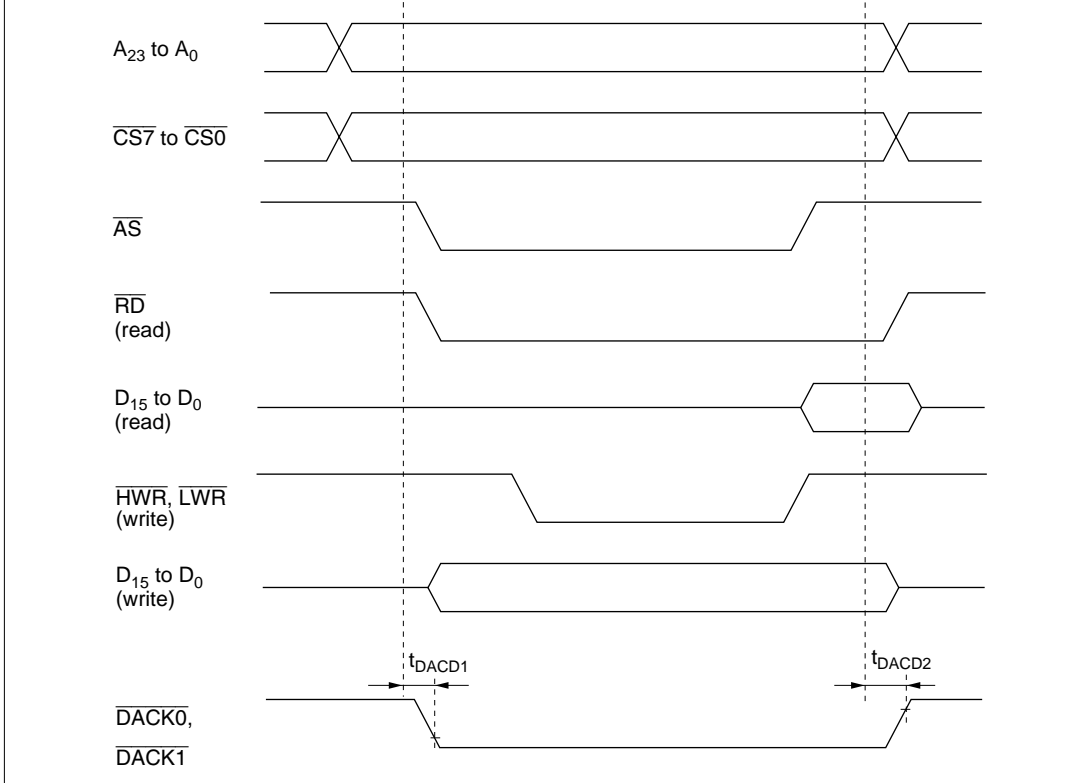 A23 to A0
CS7 to CS0
AS
RD
(read)
D15 to D0
(read)
HWR, LWR
(write)
D15 to D0
(write)
tDACD1
tDACD2
DACK0,
DACK1